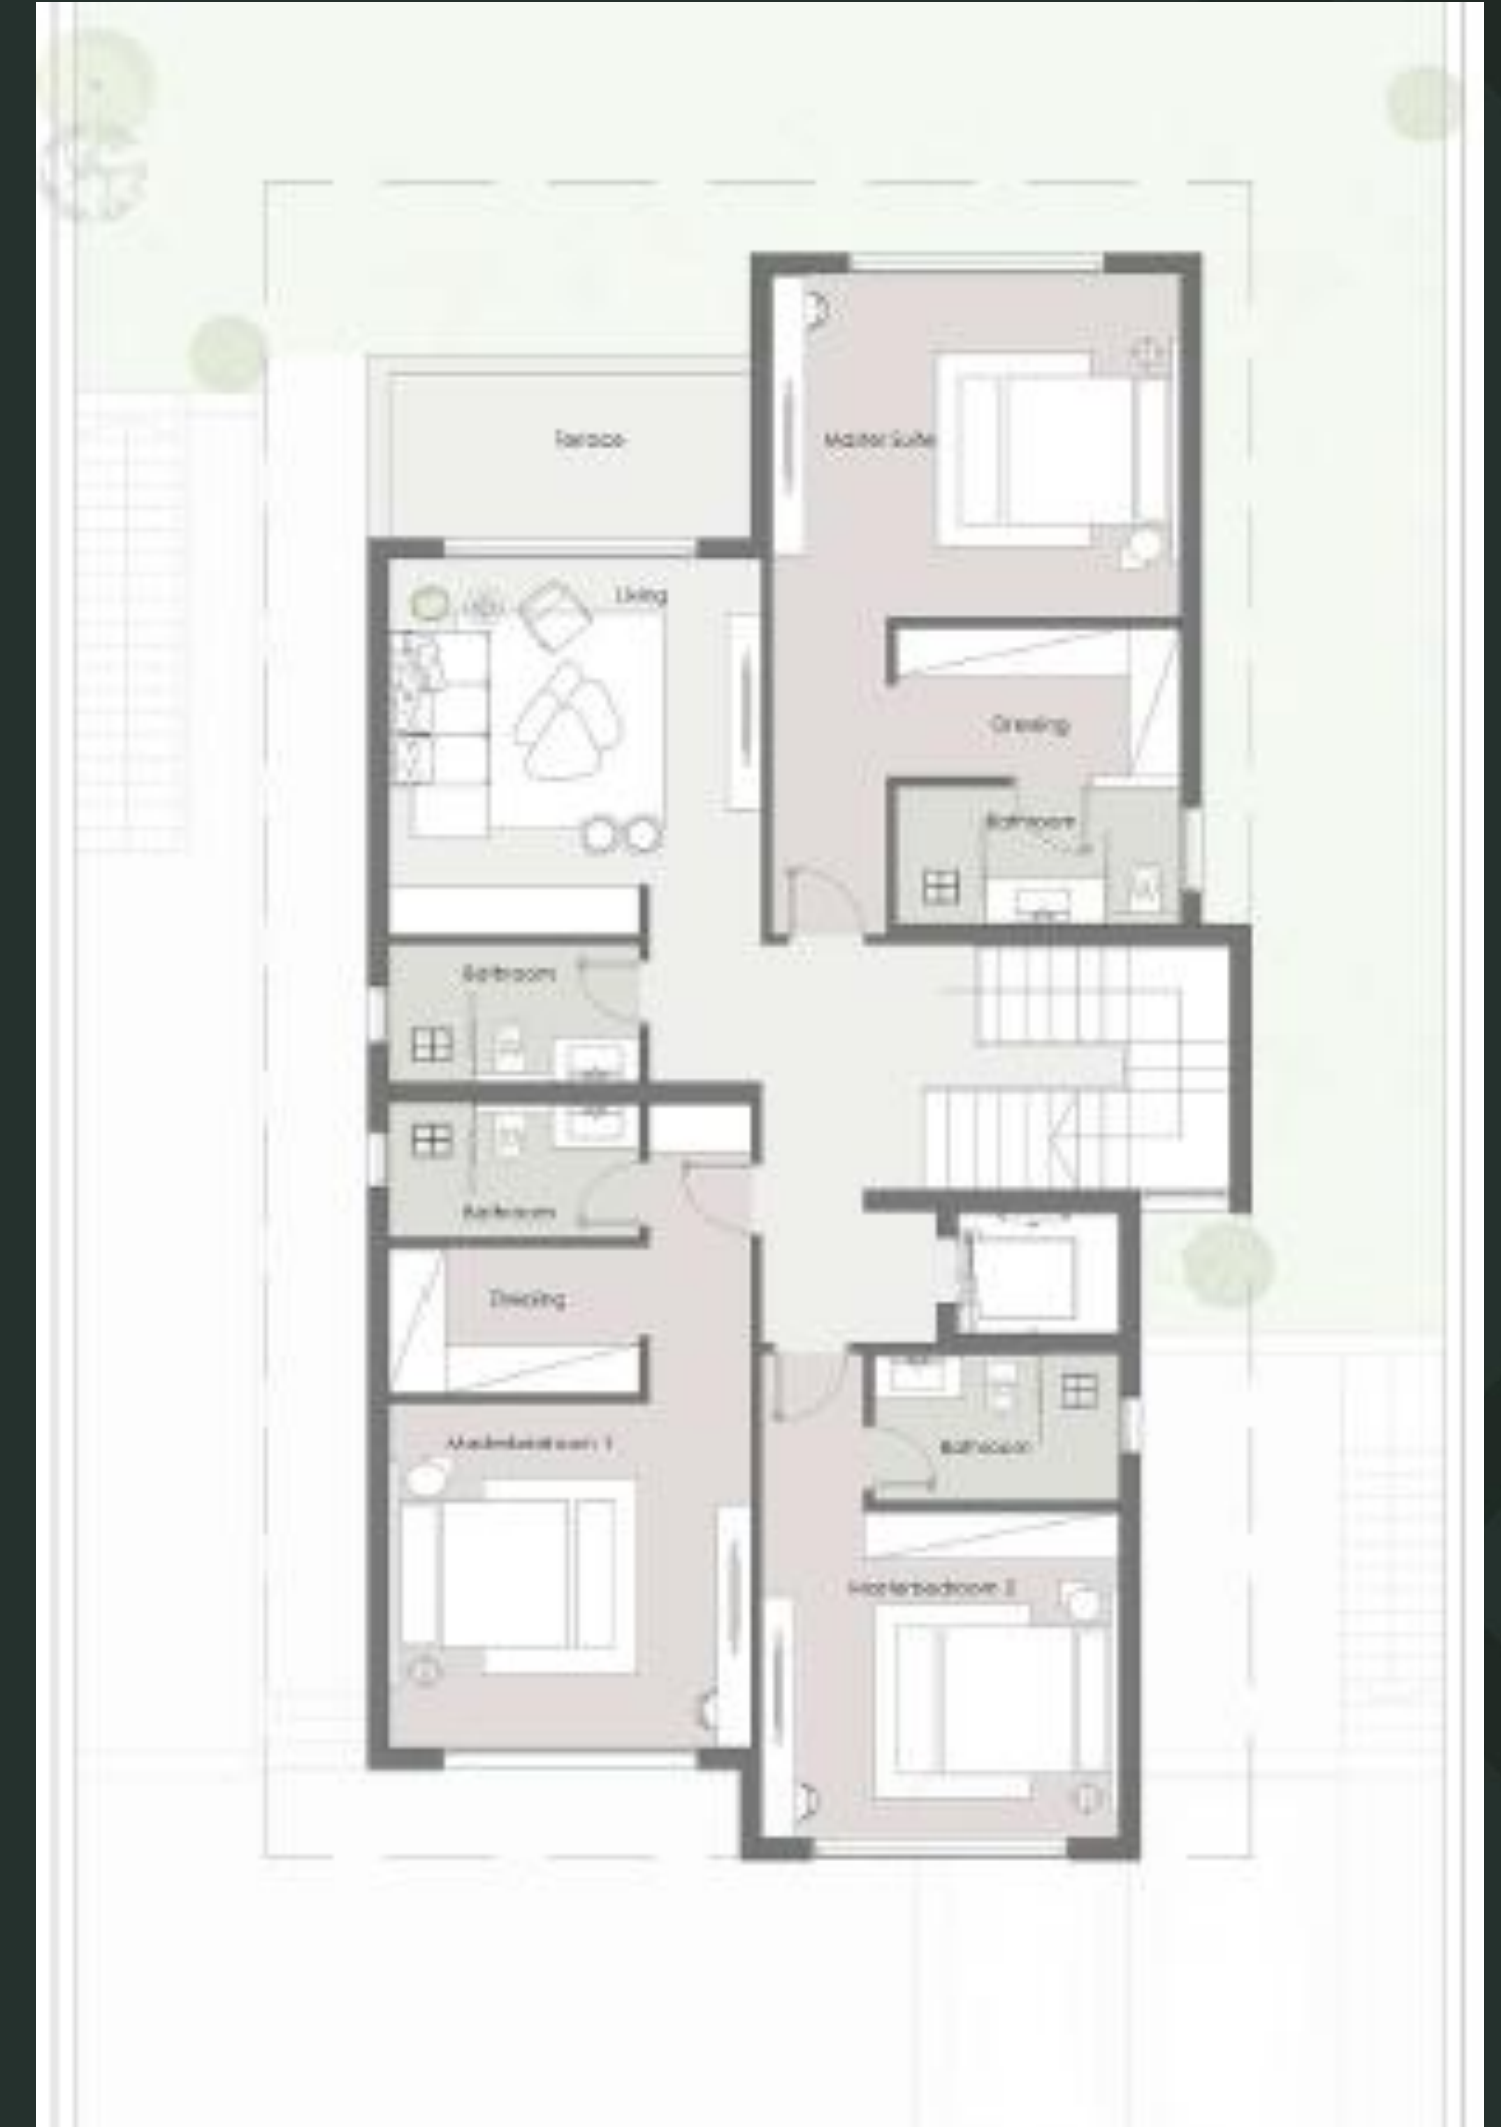 Terrace
Master Suite
Living
Dressing
Bathroom
Bathroom
Bathroom
Dressing
Masterbedroom 1
Bathroom
Masterbedroom 2